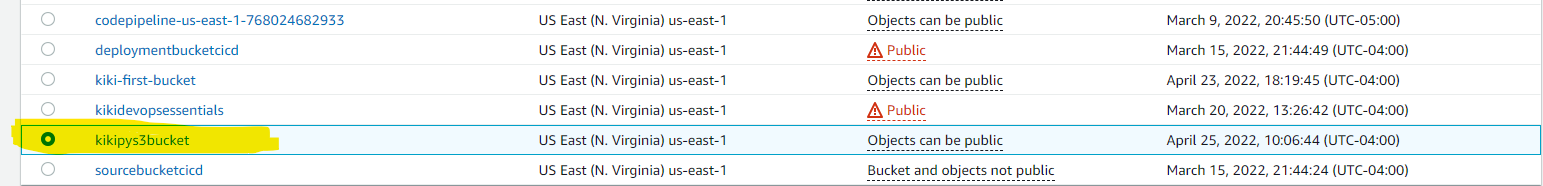 codepipeline-us-east-1-768024682933 US East (N. Virginia) us-east-1 Objects can be public March 9, 2022, 20:45:50 (UTC-05:00)
deploymentbucketcicd US East (N. Virginia) us-east-1 Public March 15, 2022, 21:44:49 (UTC-04:00)
kiki-first-bucket US East (N. Virginia) us-east-1 Objects can be public April 23, 2022, 18:19:45 (UTC-04:00)
kikidevopsessentials US East (N. Virginia) us-east-1 Public March 20, 2022, 13:26:42 (UTC-04:00)
kikipys3bucket US East (N. Virginia) us-east-1 Objects can be public April 25, 2022, 10:06:44 (UTC-04:00)
sourcebucketcicd US East (N. Virginia) us-east-1 Bucket and objects not public March 15, 2022, 21:44:24 (UTC-04:00)